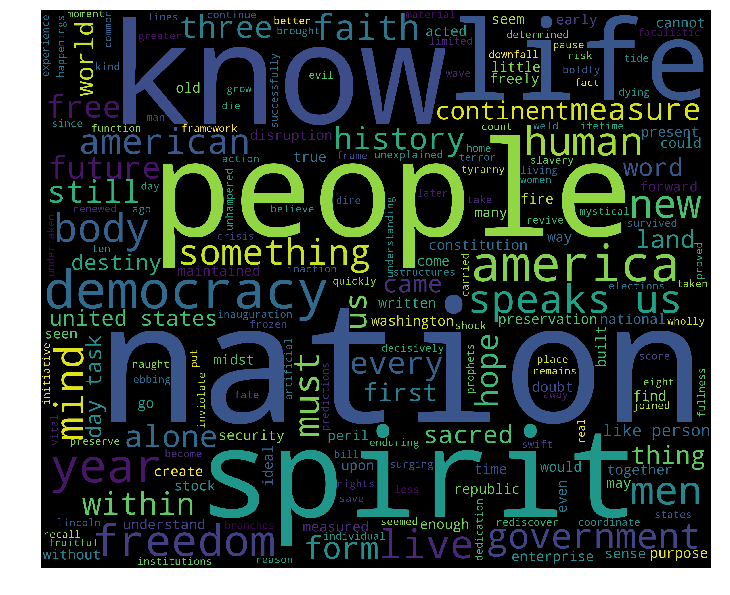 experience
happenings
moment
common
lines
kind
continue
better
brought
material
greater
limited
three
faith
seem
acted
determined
early
pause
wave
fatalistic
man
cannot
downfall
risk
tide
fact
boldly
dying
know
life
world
old
grow
die
evil
successfully
little
freely
continent
measure
free
since
function
framework
american
disruption
history
count
weld
lifetime
human
present
could
future
action
frame
unexplained
home
terror
slavery
tyranny
living
women
word
true
day
unhampered
believe
dire
later
take
mystical
forward
still
renewed
ago
people
many
fire
revive
survived
new
undertaken
body
ten
crisis
something
understanding
constitution
way
land
proved
destiny
maintained
inaction
quickly
structures
come
america
carried
elections
taken
democracy
us
came
written
speaks us
united states
inauguration
frozen
washington
shock
preservation
national
wholly
seen
initiative
mind
day task
naught
ebbing
put
midst
inviolate
go
nation
artificial
fate
predictions
must
decisively
every
first
hope
prophets
doubt
built
place
remains
away
find
score
eight
joined
fullness
vital
preserve
alone
become
security
ideal
peril
enduring
sacred
swift
real
like person
thing
year
create
stock
bill
upon
surging
time
would
together
rights
save
less
republic
even
may
men
within
spirit
states
lincoln
recall
fruitful
understand
branches
without
institutions
freedom
reason
measured
individual
form
seemed
enough
live
dedication
rediscover
coordinate
government
enterprise
sense
purpose